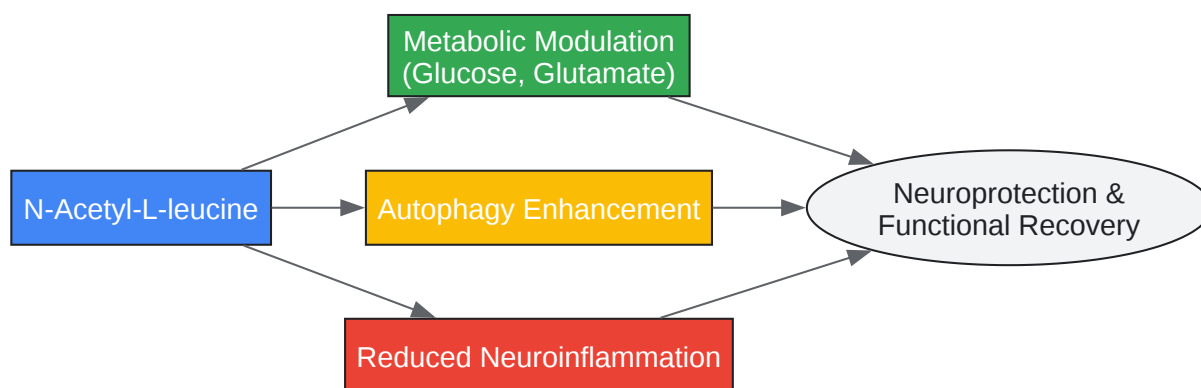 Metabolic Modulation
(Glucose, Glutamate)
N-Acetyl-L-leucine
Autophagy Enhancement
Neuroprotection &
Functional Recovery
Reduced Neuroinflammation